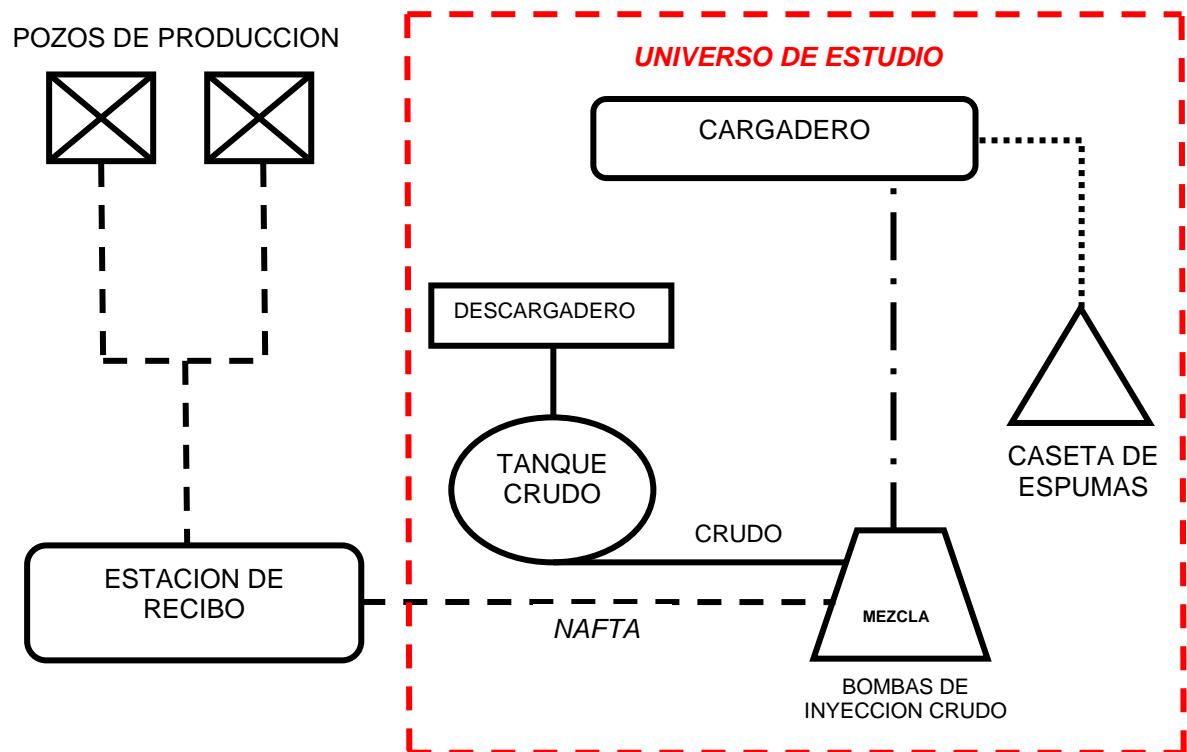 POZOS DE PRODUCCION
UNIVERSO DE ESTUDIO
CARGADERO
DESCARGADERO
TANQUE
CRUDO
CASETA DE
ESPUMAS
CRUDO
ESTACION DE
RECIBO
NAFTA
MEZCLA
BOMBAS DE
INYECCION CRUDO